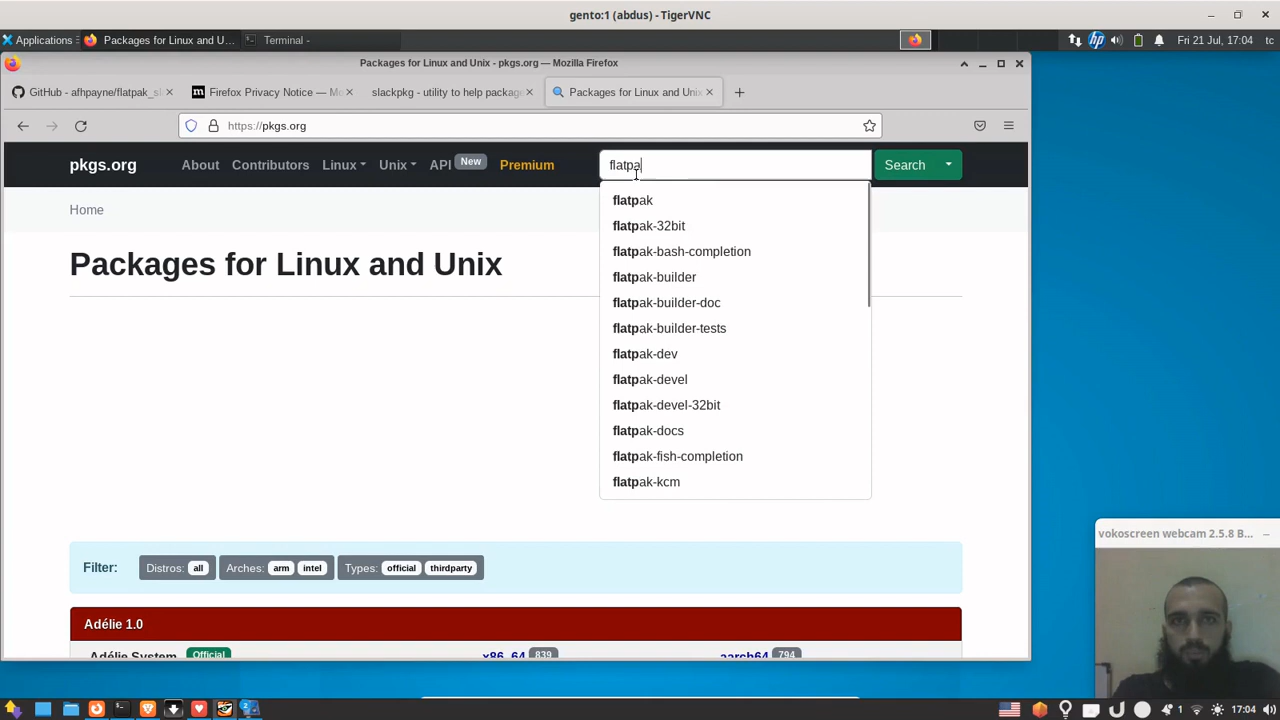 gento:1 (abdus) - TigerVNC
Applications
Packages for Linux and U...
Terminal -
Fri 21 Jul, 17:04
tc
Packages for Linux and Unix - pkgs.org — Mozilla Firefox
GitHub - afhpayne/flatpak_sl
Firefox Privacy Notice — M
slackpkg - utility to help package
Packages for Linux and Unix
https://pkgs.org
pkgs.org
About
Contributors
Linux
Unix
API New
Premium
flatpa
Search
Home
Packages for Linux and Unix
flatpak
flatpak-32bit
flatpak-bash-completion
flatpak-builder
flatpak-builder-doc
flatpak-builder-tests
flatpak-dev
flatpak-devel
flatpak-devel-32bit
flatpak-docs
flatpak-fish-completion
flatpak-kcm
Filter:
Distros: all
Arches: arm intel
Types: official thirdparty
Adélie 1.0
Adélie System Official
x86_64 839
aarch64 794
vokoscreen webcam 2.5.8 B...
1
17:04